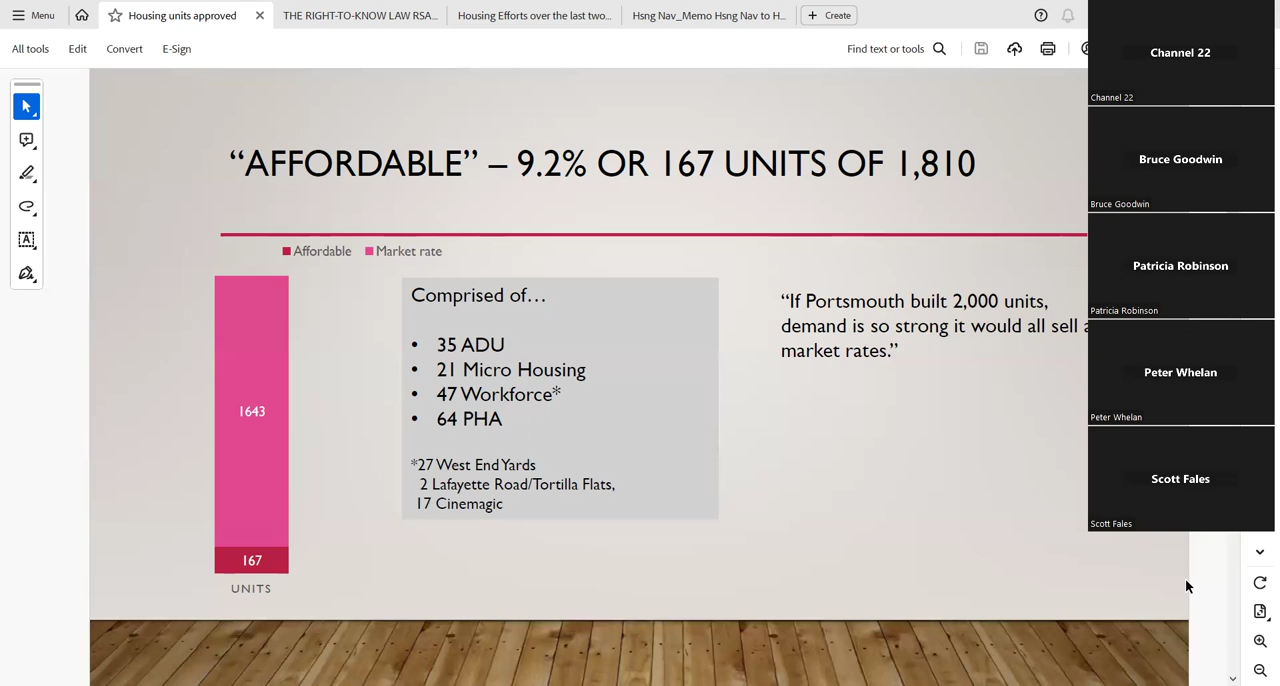 Menu
Housing units approved
THE RIGHT-TO-KNOW LAW RSA...
Housing Efforts over the last two...
Hsng Nav_Memo Hsng Nav to H...
Create
All tools
Edit
Convert
E-Sign
Find text or tools
“AFFORDABLE” – 9.2% OR 167 UNITS OF 1,810
Affordable
Market rate
1643
167
UNITS
Comprised of…
• 35 ADU
• 21 Micro Housing
• 47 Workforce*
• 64 PHA
*27 West End Yards
2 Lafayette Road/Tortilla Flats,
17 Cinemagic
“If Portsmouth built 2,000 units,
demand is so strong it would all sell
market rates.”
Channel 22
Channel 22
Bruce Goodwin
Bruce Goodwin
Patricia Robinson
Patricia Robinson
Peter Whelan
Peter Whelan
Scott Fales
Scott Fales